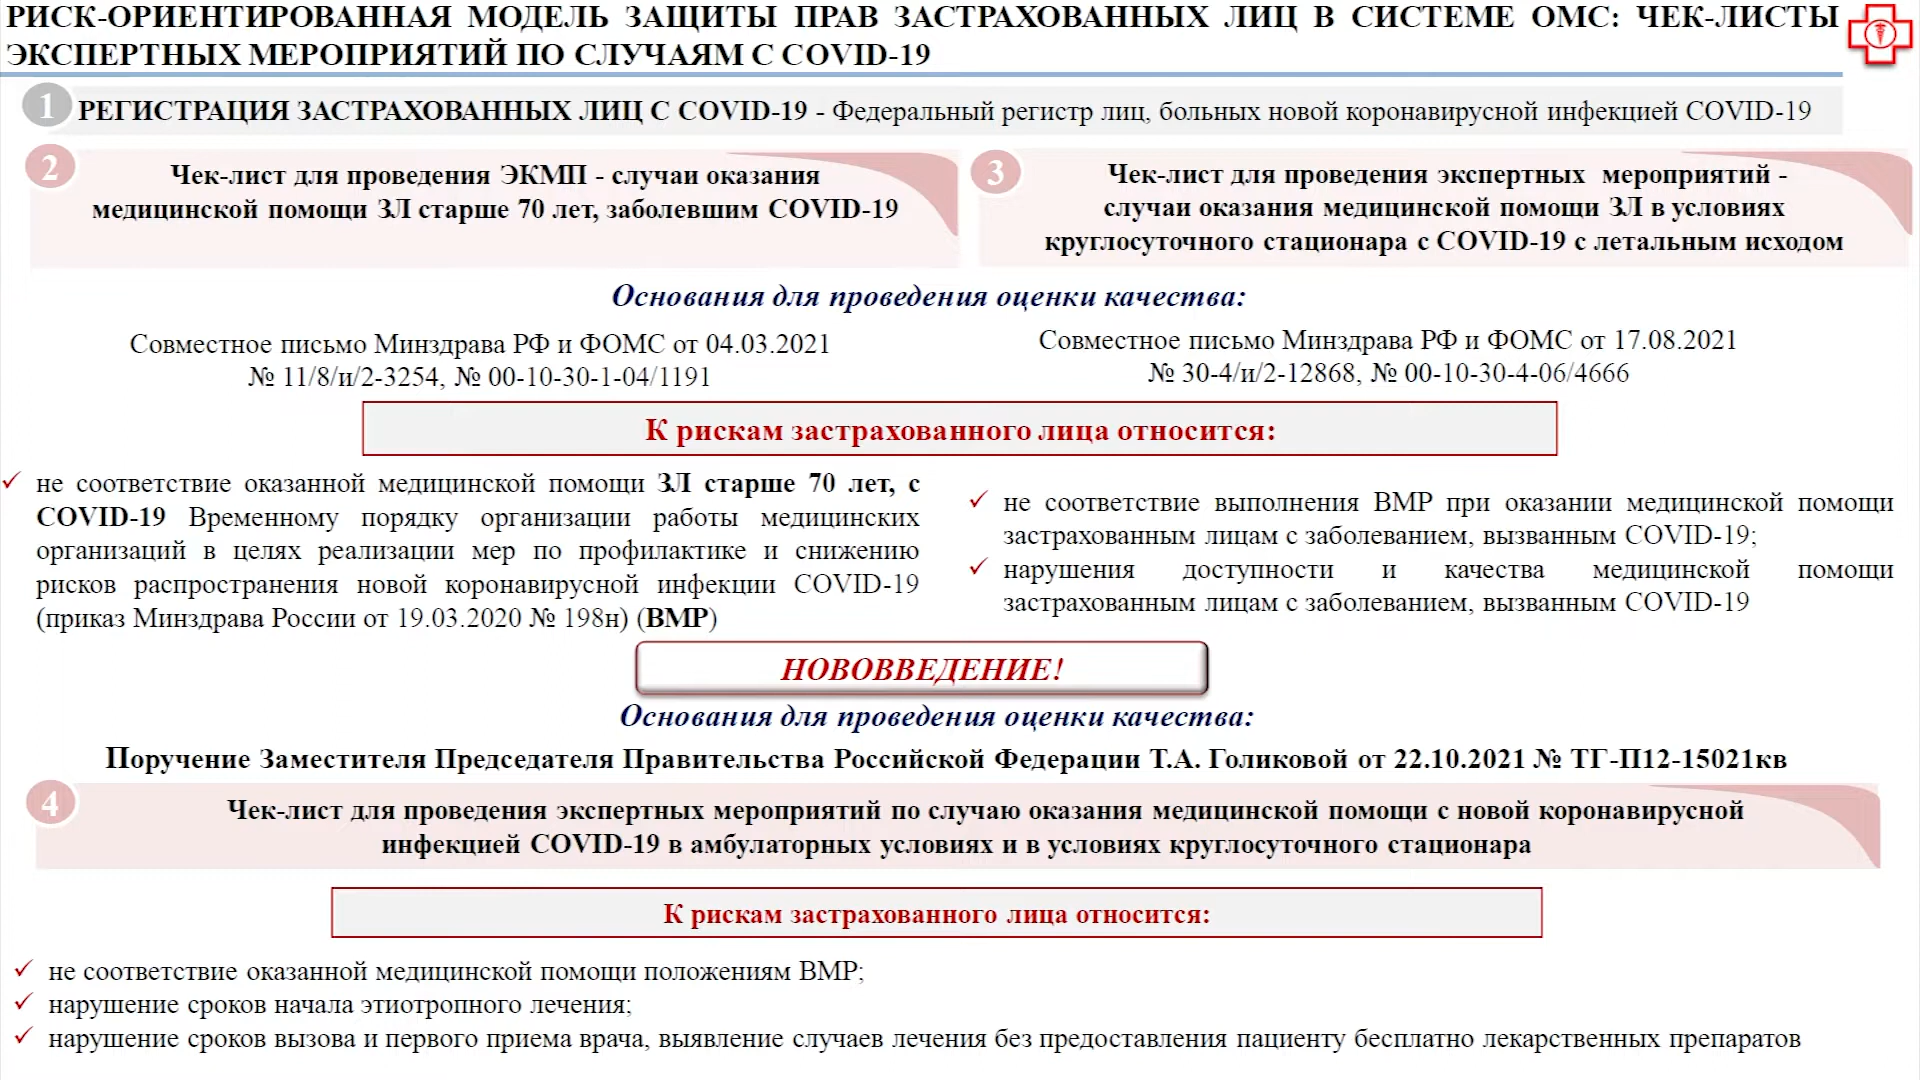 РИСК-ОРИЕНТИРОВАННАЯ МОДЕЛЬ ЗАЩИТЫ ПРАВ ЗАСТРАХОВАННЫХ ЛИЦ В СИСТЕМЕ ОМС: ЧЕК-ЛИСТЫ
ЭКСПЕРТНЫХ МЕРОПРИЯТИЙ ПО СЛУЧАЯМ С COVID-19
1 РЕГИСТРАЦИЯ ЗАСТРАХОВАННЫХ ЛИЦ С COVID-19 - Федеральный регистр лиц, больных новой коронавирусной инфекцией COVID-19
2
Чек-лист для проведения ЭКМП - случаи оказания
медицинской помощи ЗЛ старше 70 лет, заболевшим COVID-19
3
Чек-лист для проведения экспертных мероприятий -
случаи оказания медицинской помощи ЗЛ в условиях
круглосуточного стационара с COVID-19 с летальным исходом
Основания для проведения оценки качества:
Совместное письмо Минздрава РФ и ФОМС от 04.03.2021
№ 11/8/и/2-3254, № 00-10-30-1-04/1191
Совместное письмо Минздрава РФ и ФОМС от 17.08.2021
№ 30-4/и/2-12868, № 00-10-30-4-06/4666
К рискам застрахованного лица относится:
✓ не соответствие оказанной медицинской помощи ЗЛ старше 70 лет, с
COVID-19 Временному порядку организации работы медицинских
организаций в целях реализации мер по профилактике и снижению
рисков распространения новой коронавирусной инфекции COVID-19
(приказ Минздрава России от 19.03.2020 № 198н) (ВМР)
✓ не соответствие выполнения ВМР при оказании медицинской помощи
застрахованным лицам с заболеванием, вызванным COVID-19;
✓ нарушения доступности и качества медицинской помощи
застрахованным лицам с заболеванием, вызванным COVID-19
НОВОВВЕДЕНИЕ!
Основания для проведения оценки качества:
Поручение Заместителя Председателя Правительства Российской Федерации Т.А. Голиковой от 22.10.2021 № ТГ-П12-15021кв
4
Чек-лист для проведения экспертных мероприятий по случаю оказания медицинской помощи с новой коронавирусной
инфекцией COVID-19 в амбулаторных условиях и в условиях круглосуточного стационара
К рискам застрахованного лица относится:
✓ не соответствие оказанной медицинской помощи положениям ВМР;
✓ нарушение сроков начала этиотропного лечения;
✓ нарушение сроков вызова и первого приема врача, выявление случаев лечения без предоставления пациенту бесплатно лекарственных препаратов